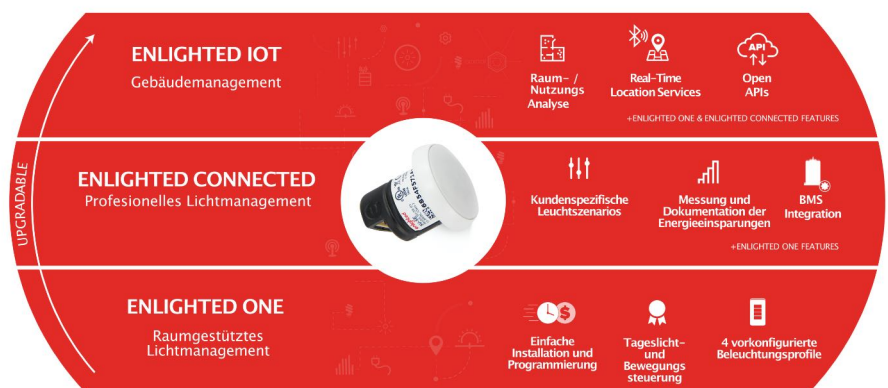 ENLIGHTED IOT
Gebäudemanagement
Raum- /
Nutzungs
Analyse
Real-Time
Location Services
API
Open
APIs
+ENLIGHTED ONE & ENLIGHTED CONNECTED FEATURES
UPGRADABLE
ENLIGHTED CONNECTED
Profesionelles Lichtmanagement
Kundenspezifische
Leuchtszenarios
Messung und
Dokumentation der
Energieeinsparungen
BMS
Integration
+ENLIGHTED ONE FEATURES
ENLIGHTED ONE
Raumgestütztes
Lichtmanagement
$
Einfache
Installation und
Programmierung
Tageslicht-
und
Bewegungs
steuerung
4 vorkonfigurierte
Beleuchtungsprofile